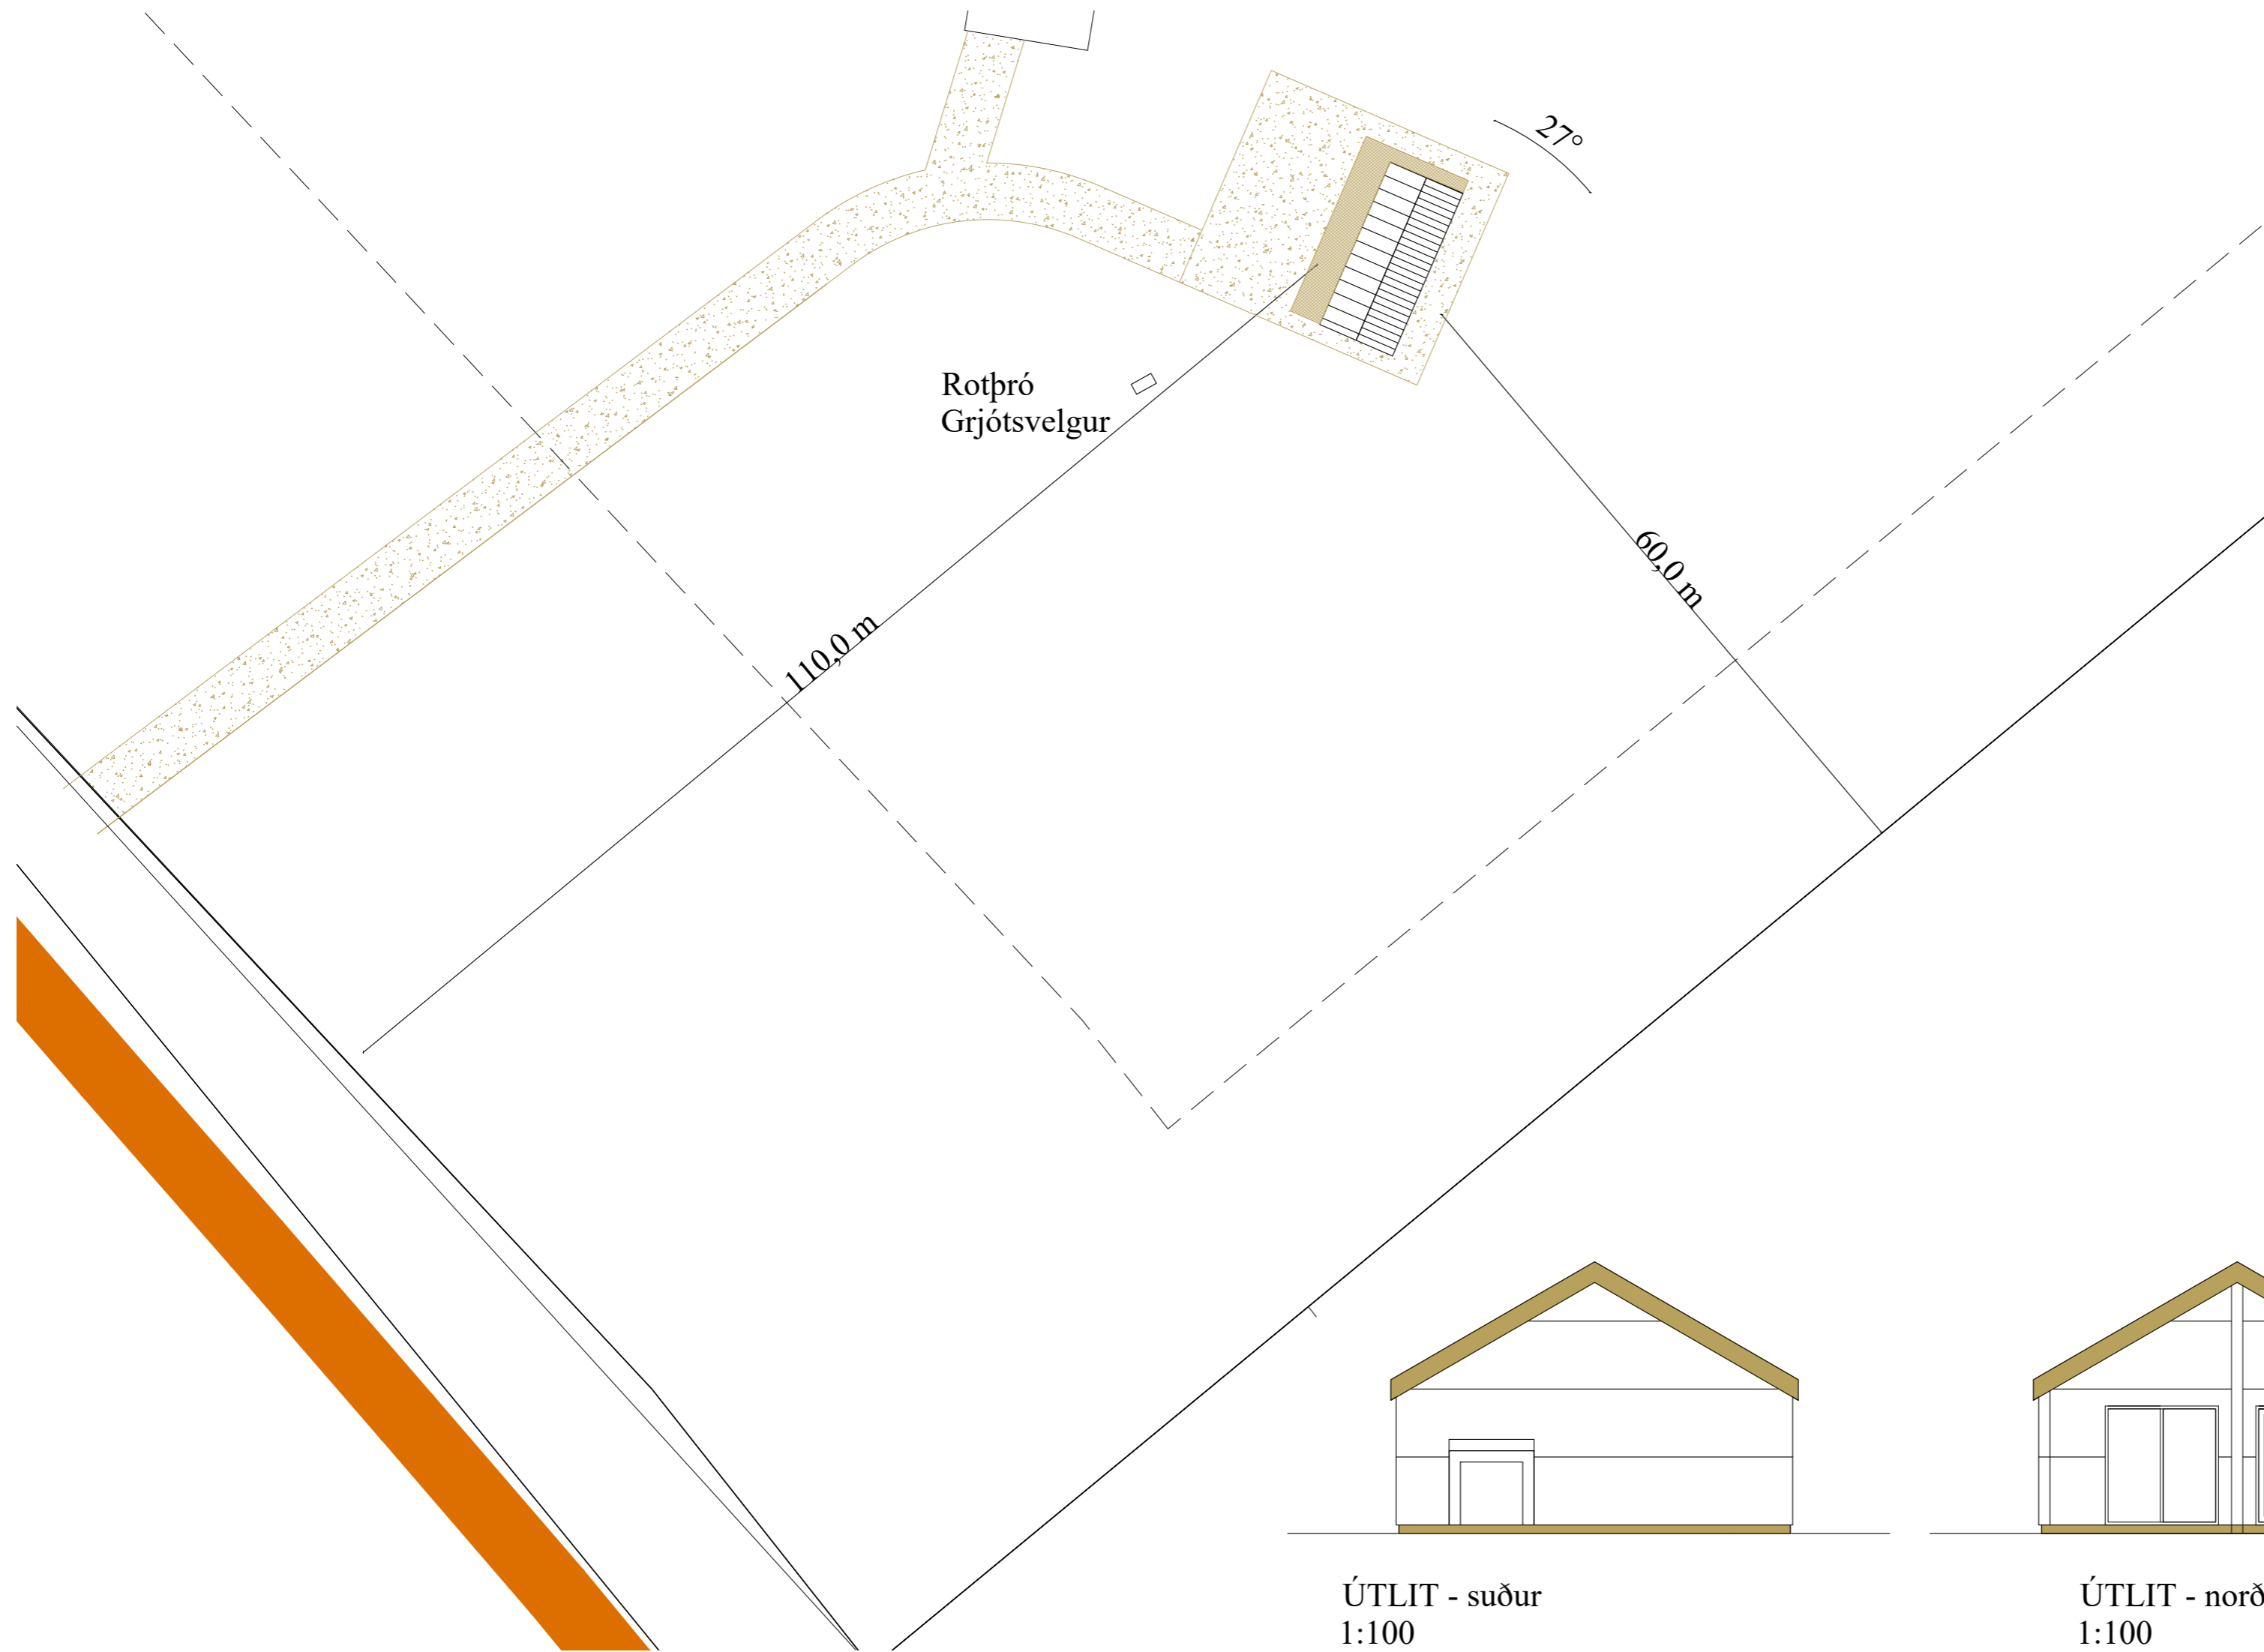 27°
Rotþró
Grjótsvelgur
60,0 m
110,0 m
ÚTLIT - suður
1:100
ÚTLIT - norð
1:100